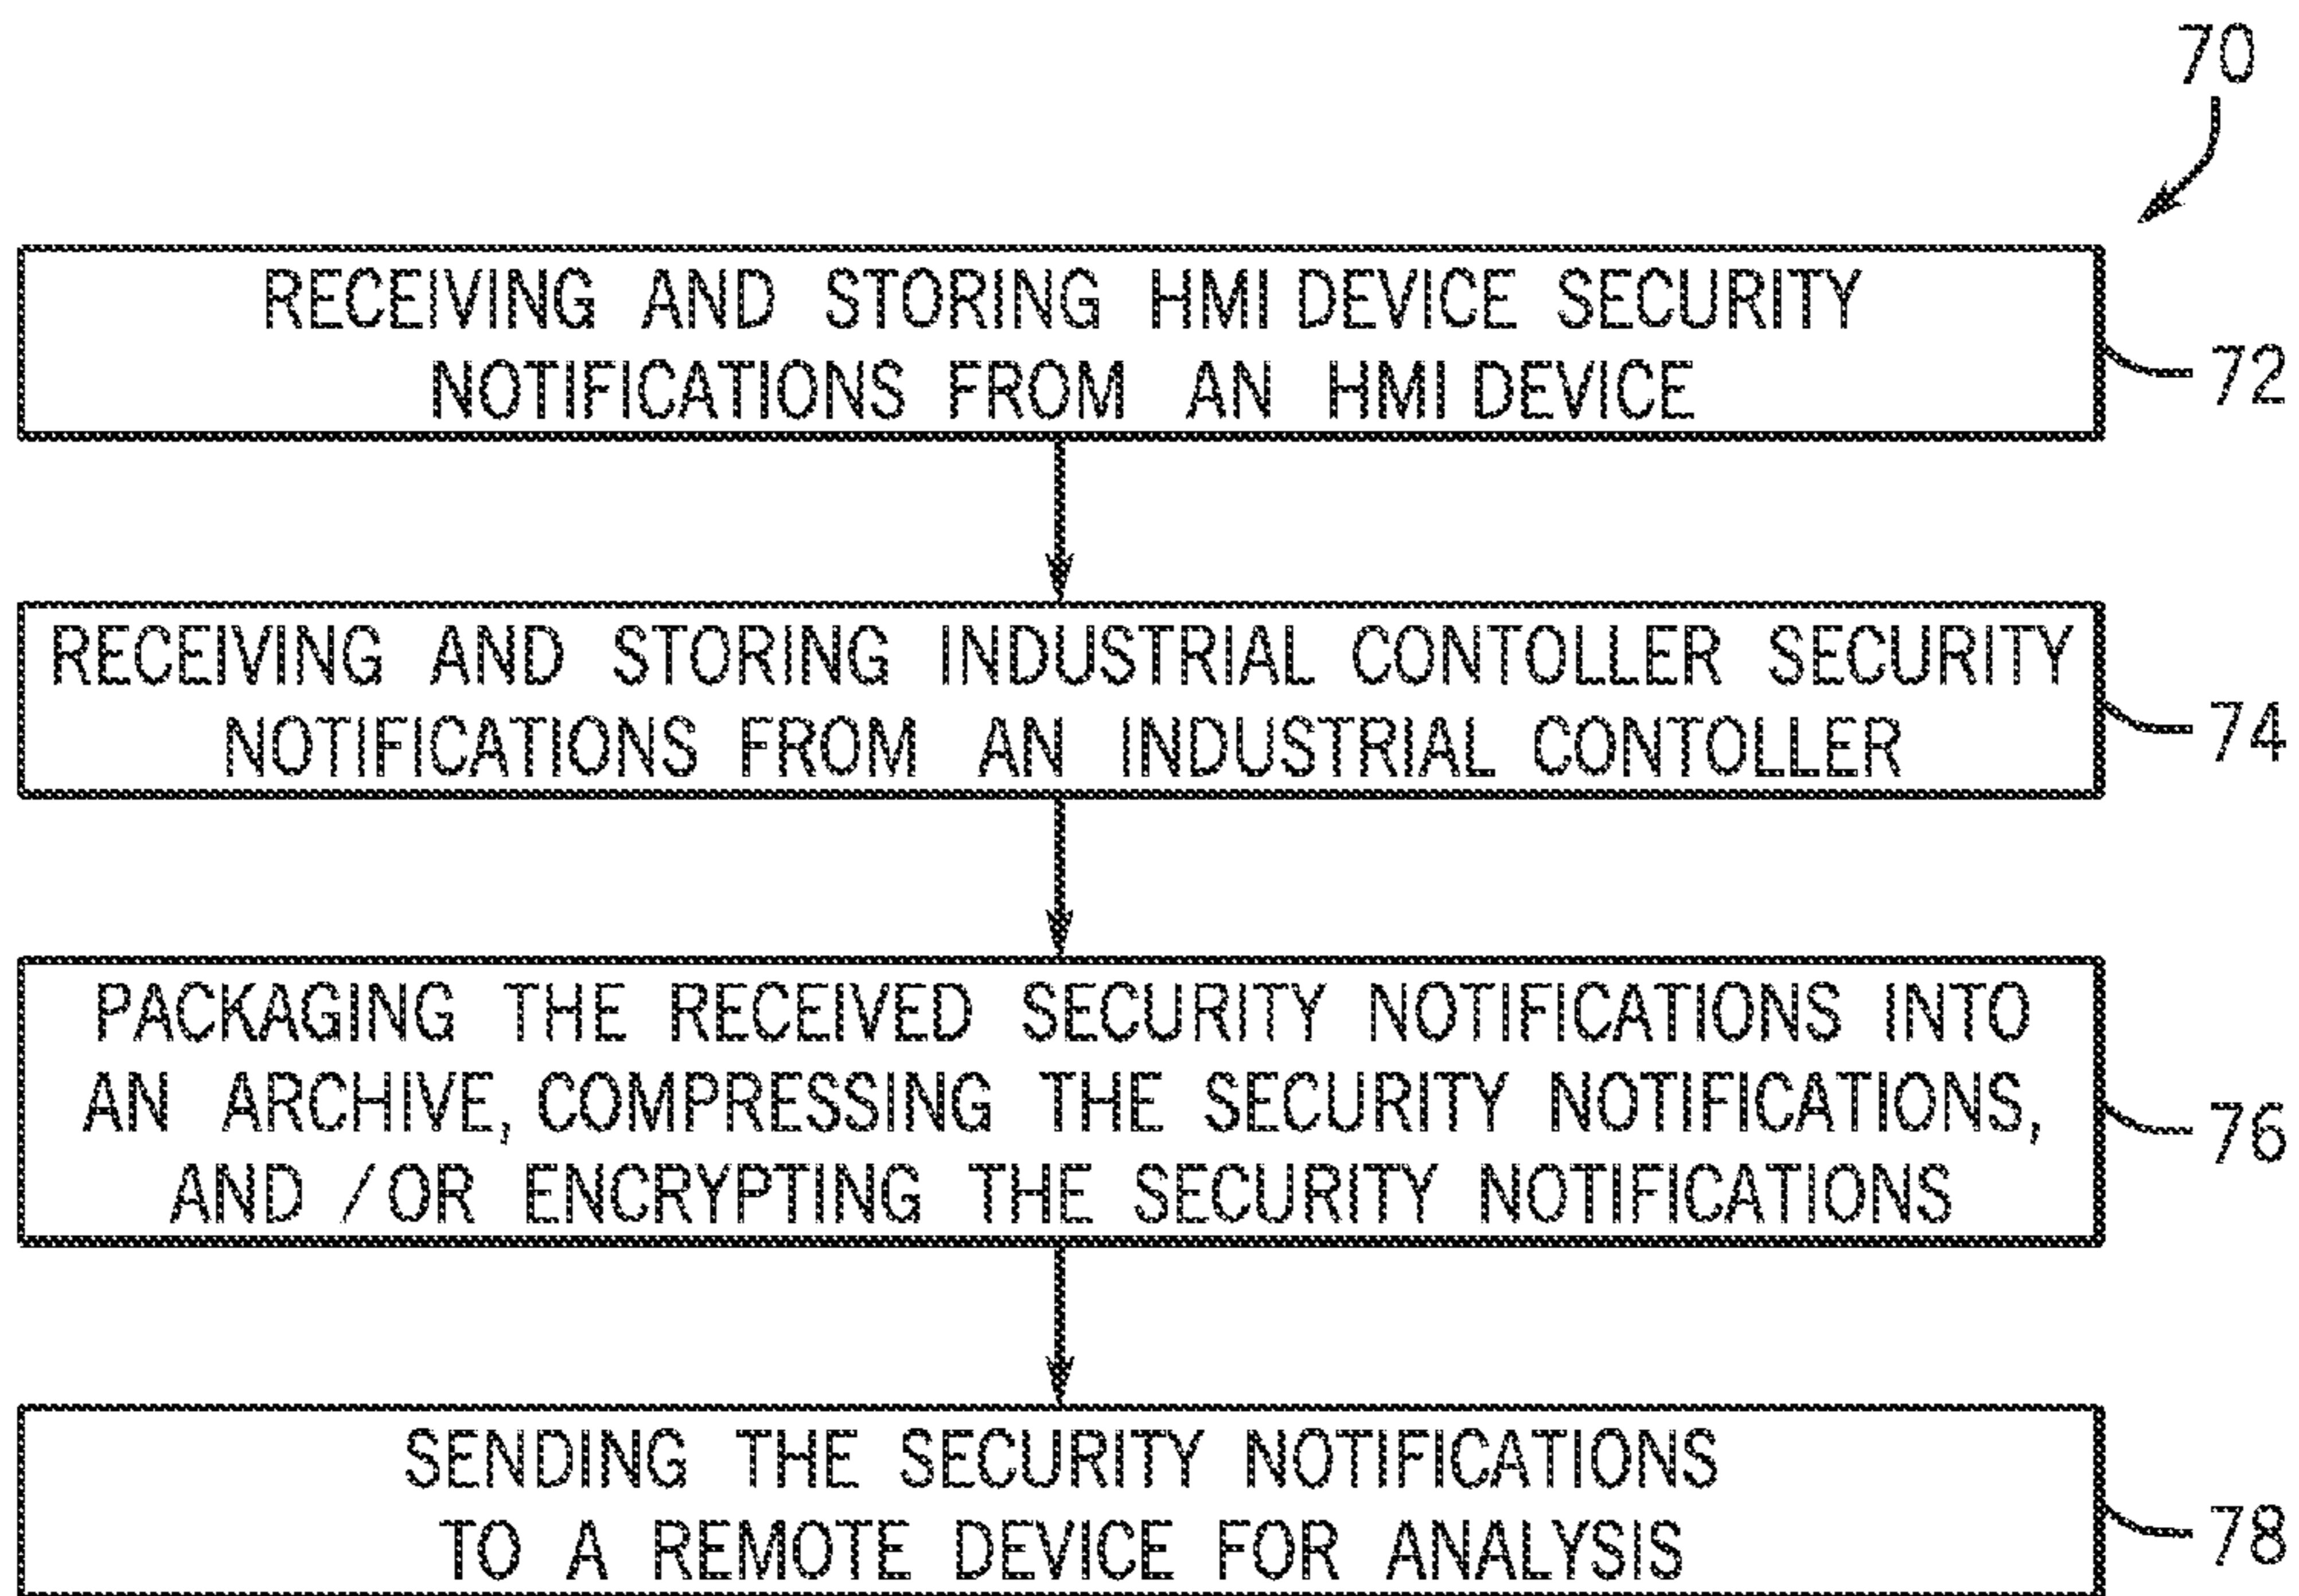 70
RECEIVING AND STORING HMI DEVICE SECURITY
NOTIFICATIONS FROM AN HMI DEVICE
72
RECEIVING AND STORING INDUSTRIAL CONTOLLER SECURITY
NOTIFICATIONS FROM AN INDUSTRIAL CONTOLLER
74
PACKAGING THE RECEIVED SECURITY NOTIFICATIONS INTO
AN ARCHIVE, COMPRESSING THE SECURITY NOTIFICATIONS,
AND /OR ENCRYPTING THE SECURITY NOTIFICATIONS
76
SENDING THE SECURITY NOTIFICATIONS
TO A REMOTE DEVICE FOR ANALYSIS
78